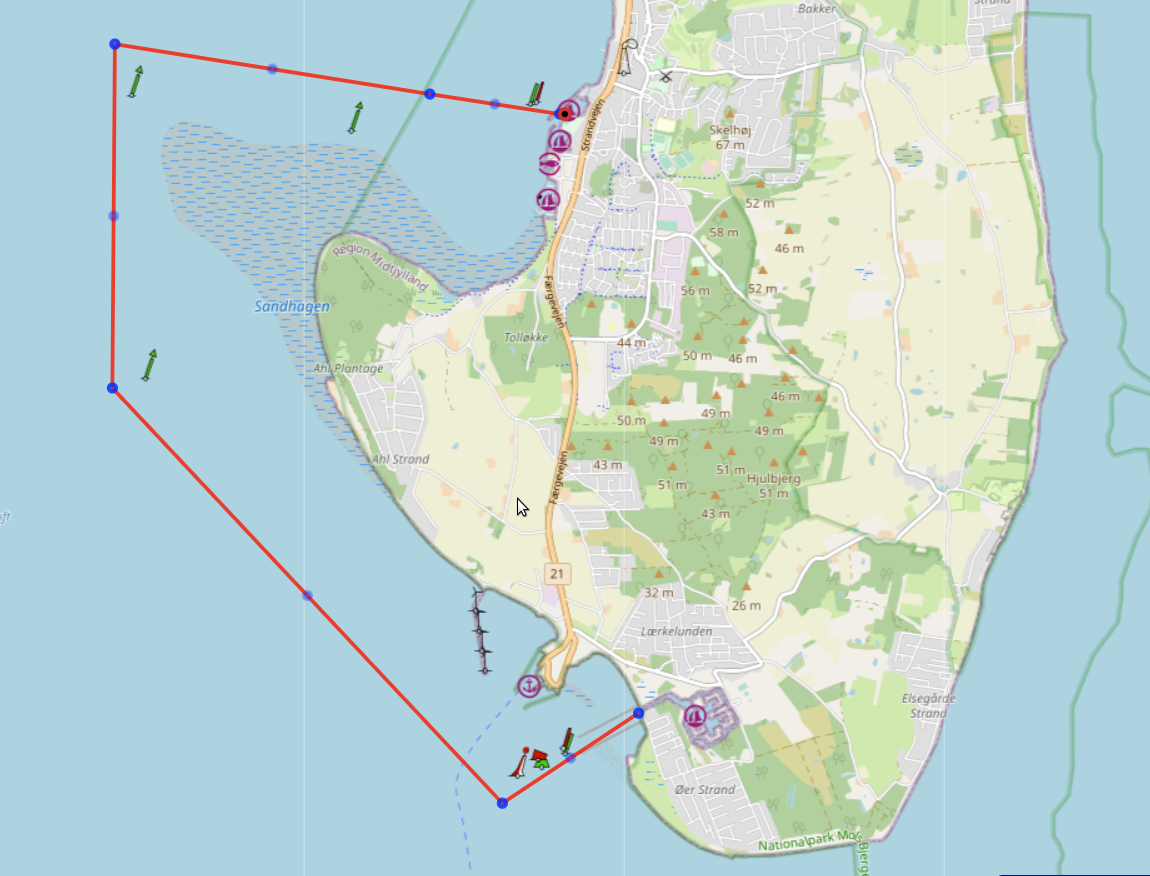 Bakker
Strand
Strandvejen
Skelhøj
67 m
52 m
58 m
46 m
Region Midtjylland
56 m
52 m
Sandhagen
Færgevejen
Tolløkke
44 m
50 m
46 m
Ahl Plantage
46 m
50 m
49 m
49 m
49 m
Ahl Strand
43 m
51 m
51 m
Hjulbjerg
51 m
Færgevejen
43 m
21
32 m
26 m
Lærkelunden
Elsegårde
Strand
Øer Strand
Nationalpark Mo
Bjerge